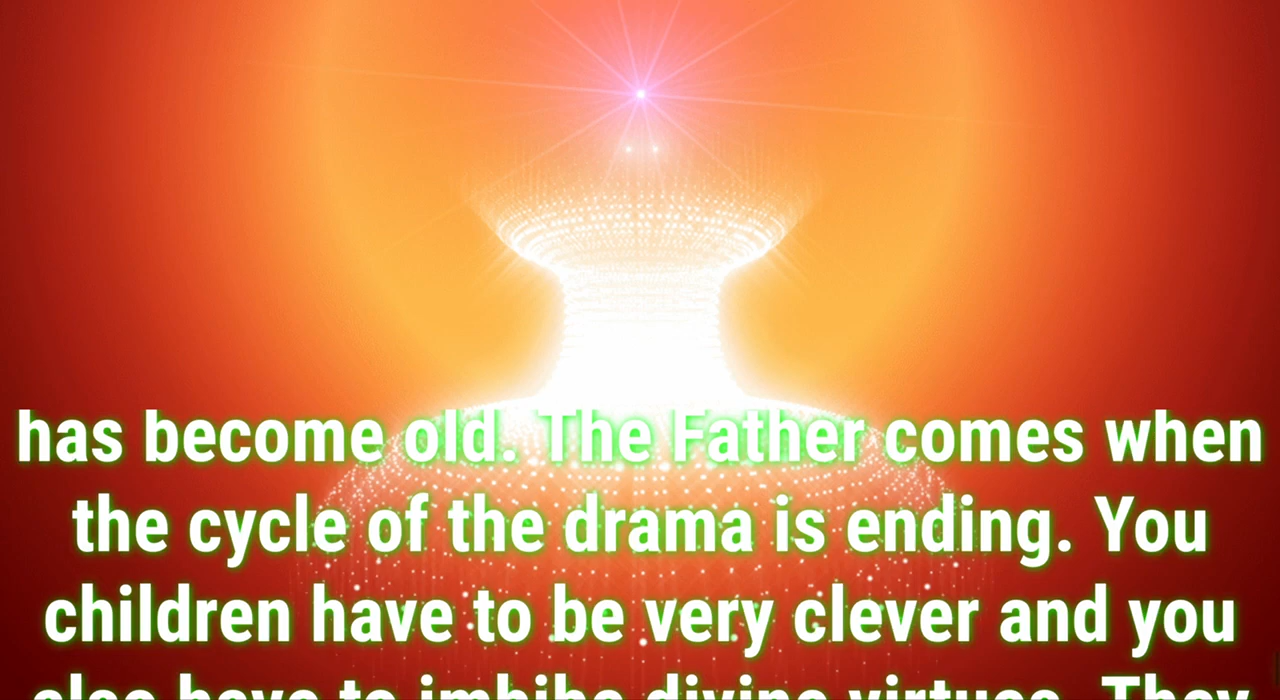 has become old. The Father comes when
the cycle of the drama is ending. You
children have to be very clever and you
also have to imbibe divine virtues. They